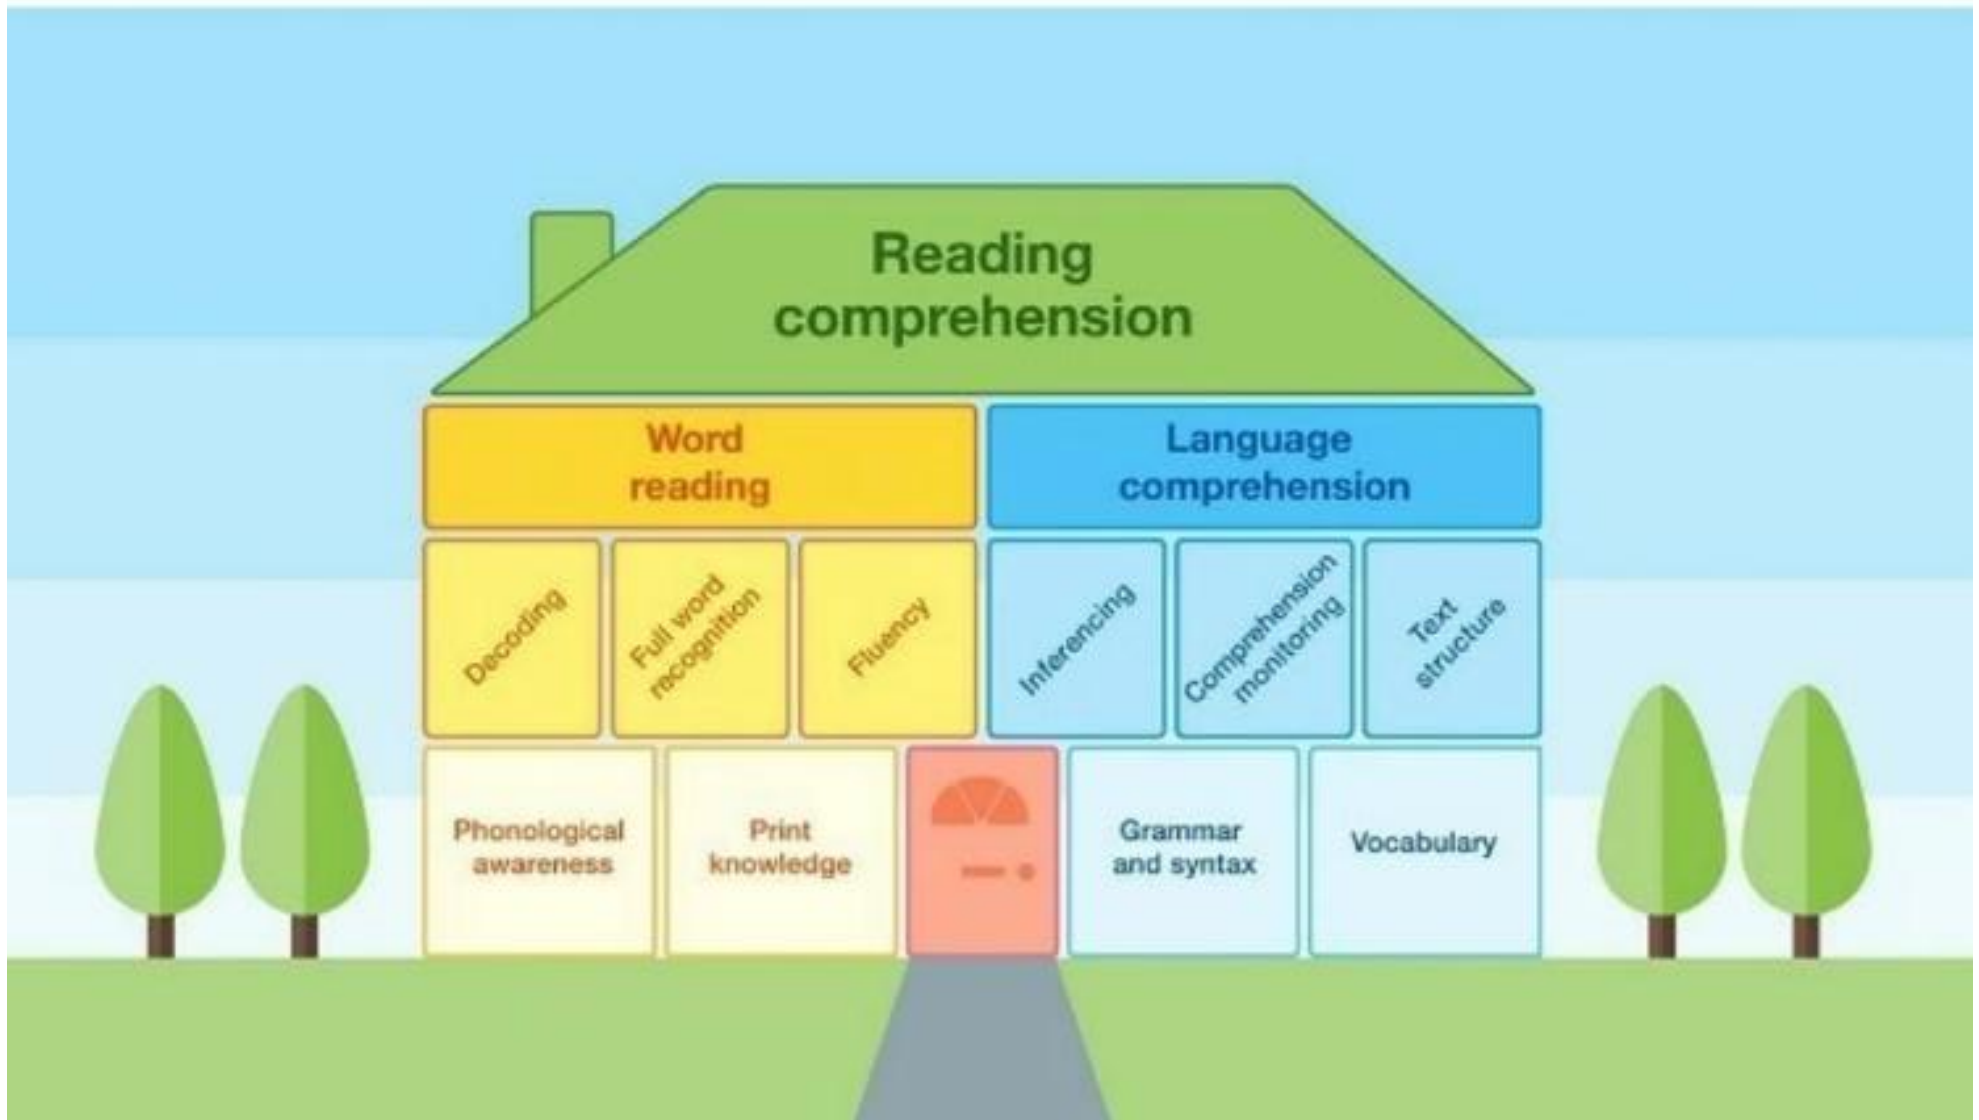 Reading
comprehension
Word
reading
Language
comprehension
Decoding
Full word
recognition
Fluency
Inferencing
Comprehension
monitoring
Text
structure
Phonological
awareness
Print
knowledge
Grammar
and syntax
Vocabulary